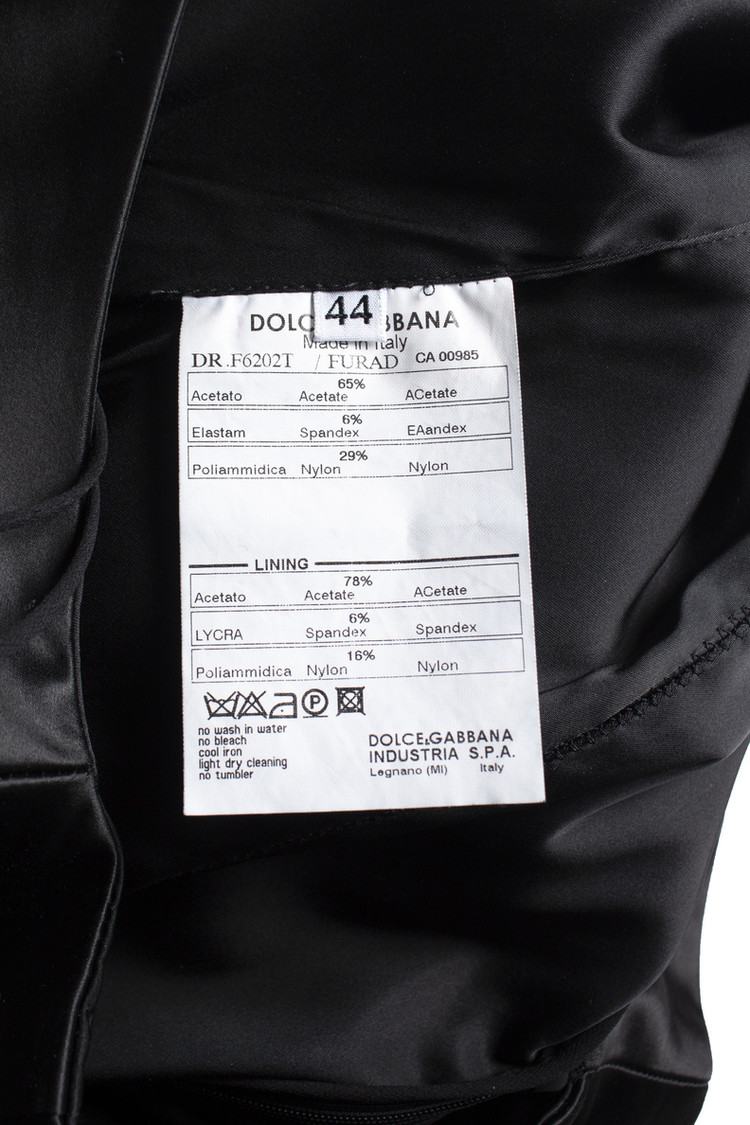 44
DOLC BBANA
Made in Italy
DR.F6202T / FURAD CA 00985
65%
Acetato Acetate ACetate
6%
Elastam Spandex EAandex
29%
Poliammidica Nylon Nylon
LINING
78%
Acetato Acetate ACetate
6%
LYCRA Spandex Spandex
16%
Poliammidica Nylon Nylon
P
no wash in water
no bleach
cool iron
light dry cleaning
no tumbler
DOLCE&GABBANA
INDUSTRIA S.P.A.
Legnano (MI) Italy